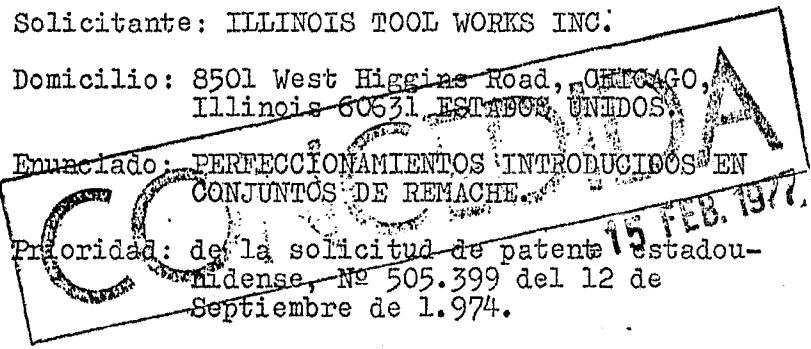 Solicitante: ILLINOIS TOOL WORKS INC.
Domicilio: 8501 West Higgins Road, CHICAGO,
Illinois 60631 ESTADOS UNIDOS.
Enunciado: PERFECCIONAMIENTOS INTRODUCIDOS EN
CONJUNTOS DE REMACHE.
Prioridad: de la solicitud de patente estadou-
nidense, Nº 505.399 del 12 de
Septiembre de 1.974.
CONCEDIDA
15 FEB. 1977